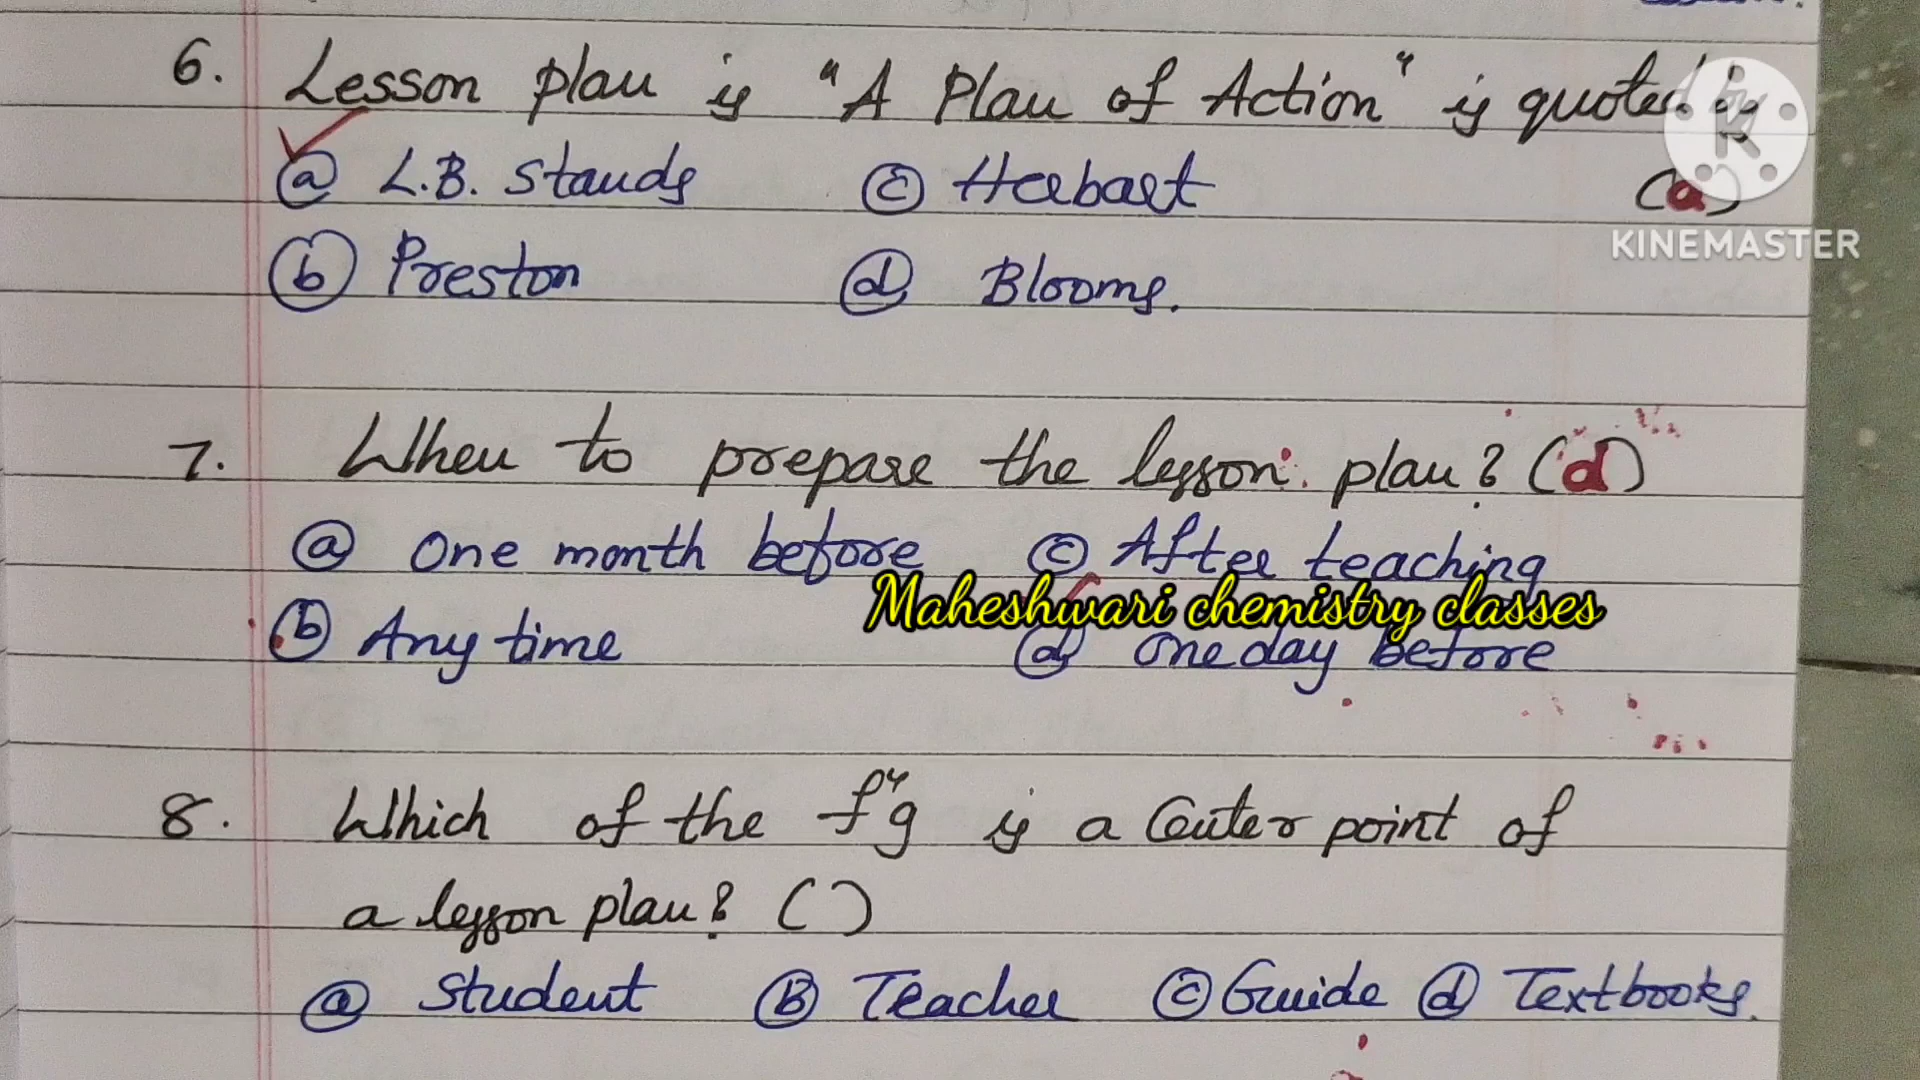 6. Lesson plan is "A Plan of Action" is quoted by
(a) L.B. Stands (c) Herbart (a)
KINEMASTER
(b) Preston (d) Blooms.
7. When to prepare the lesson plan? (d)
(a) One month before (c) After teaching
Maheshwari chemistry classes
(b) Any time (d) One day before
8. Which of the f"g is a Center point of
a lesson plan? ( )
(a) Student (B) Teacher (c) Guide (d) Textbooks.